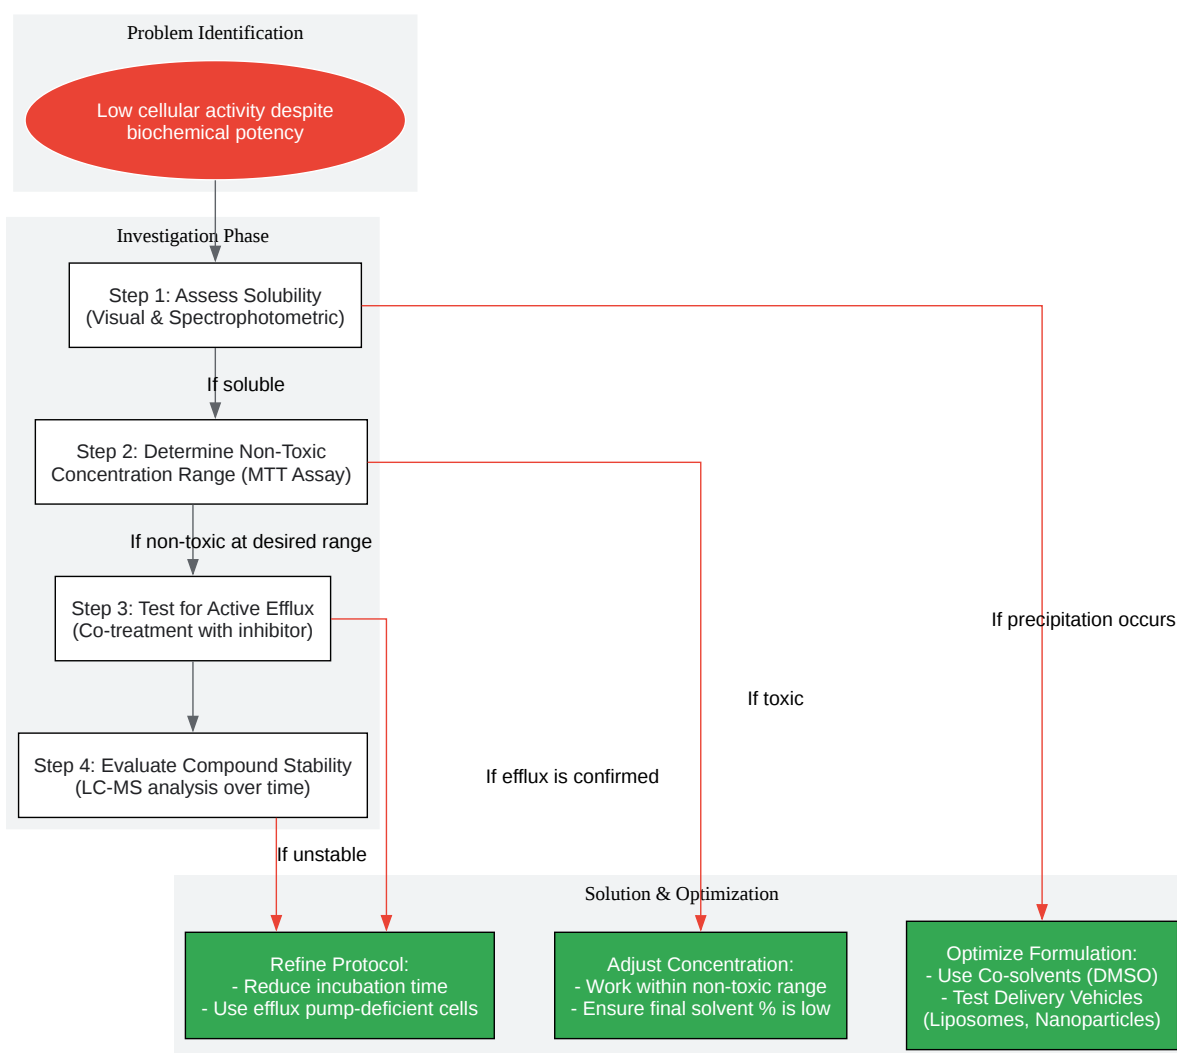 Problem Identification
Low cellular activity despite
biochemical potency
Investigation Phase
Step 1: Assess Solubility
(Visual & Spectrophotometric)
If soluble
Step 2: Determine Non-Toxic
Concentration Range (MTT Assay)
If non-toxic at desired range
Step 3: Test for Active Efflux
(Co-treatment with inhibitor)
If precipitation occurs
If toxic
Step 4: Evaluate Compound Stability
(LC-MS analysis over time)
If efflux is confirmed
If unstable
Solution & Optimization
Refine Protocol:
- Reduce incubation time
- Use efflux pump-deficient cells
Adjust Concentration:
- Work within non-toxic range
- Ensure final solvent % is low
Optimize Formulation:
- Use Co-solvents (DMSO)
- Test Delivery Vehicles
(Liposomes, Nanoparticles)